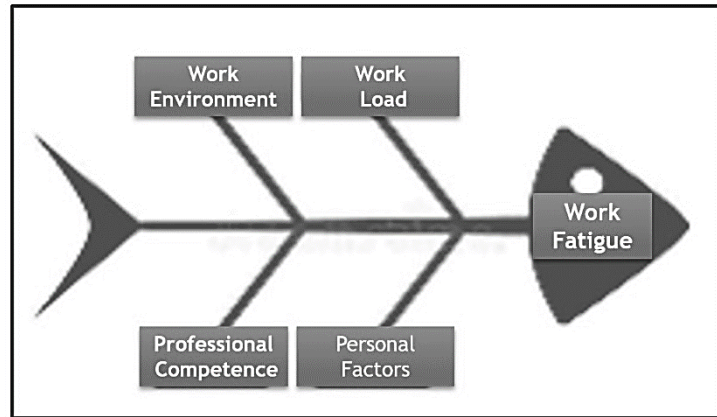 Work
Environment
Work
Load
Work
Fatigue
Professional
Competence
Personal
Factors